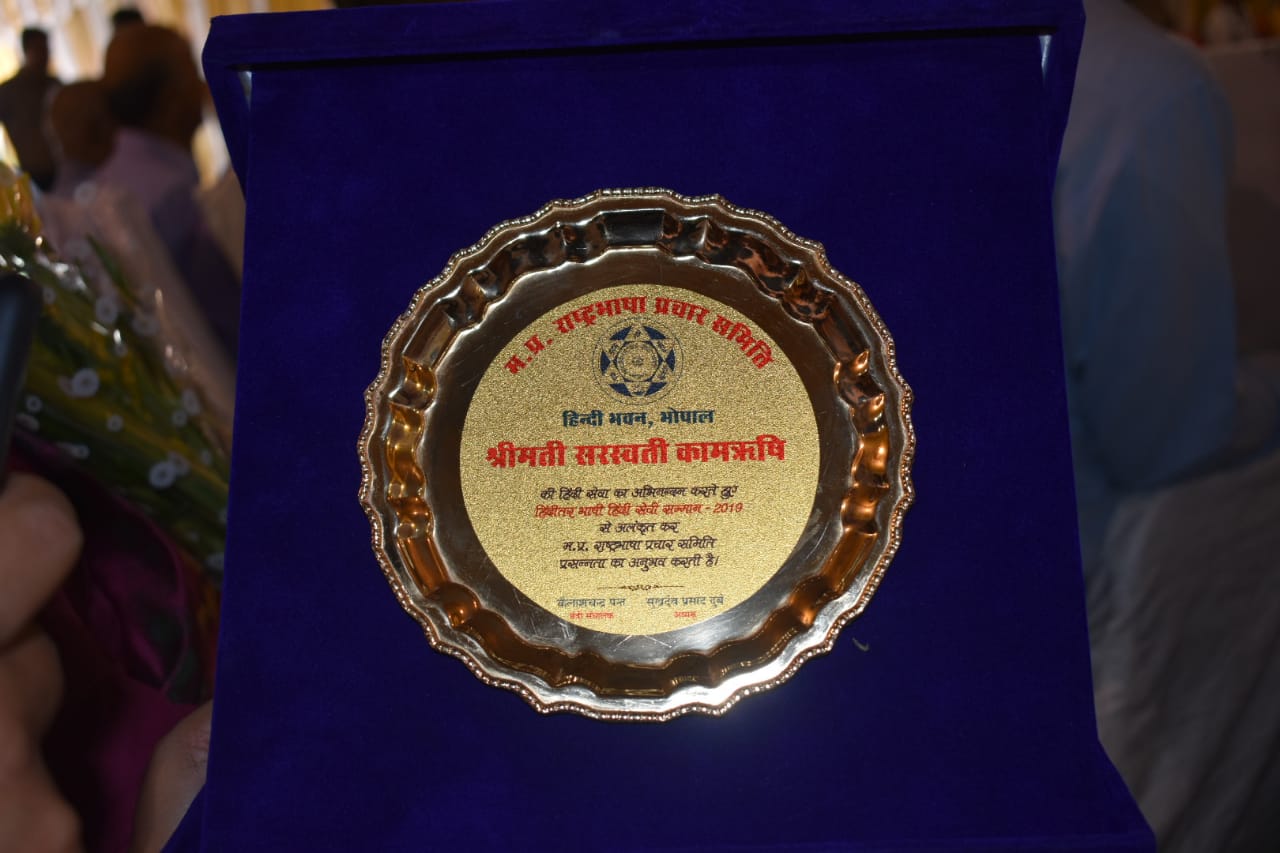 म.प्र. राष्ट्रभाषा प्रचार समिति
हिन्दी भवन, भोपाल
श्रीमती सरस्वती कामऋषि
की हिंदी सेवा का अभिनन्दन करते हुए
हिंदीतर भाषी हिंदी सेवी सम्मान - 2019
से अलंकृत कर
म.प्र. राष्ट्रभाषा प्रचार समिति
प्रसन्नता का अनुभव करती है।
कैलाशचन्द्र पन्त सुखदेव प्रसाद दुबे
मंत्री संचालक अध्यक्ष